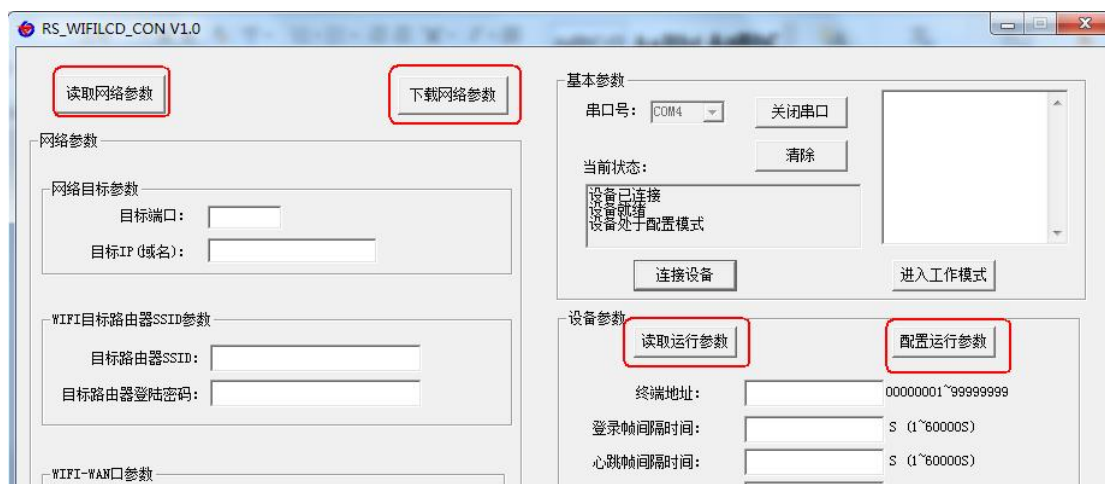 RS_WIFILCD_CON V1.0
读取网络参数
下载网络参数
网络参数
网络目标参数
目标端口：
目标IP(域名)：
WIFI目标路由器SSID参数
目标路由器SSID：
目标路由器登陆密码：
WIFI-WAN口参数
基本参数
串口号： COM4
关闭串口
清除
当前状态：
设备已连接
设备就绪
设备处于配置模式
连接设备
进入工作模式
设备参数
读取运行参数
配置运行参数
终端地址： 00000001~99999999
登录帧间隔时间： S (1~60000S)
心跳帧间隔时间： S (1~60000S)